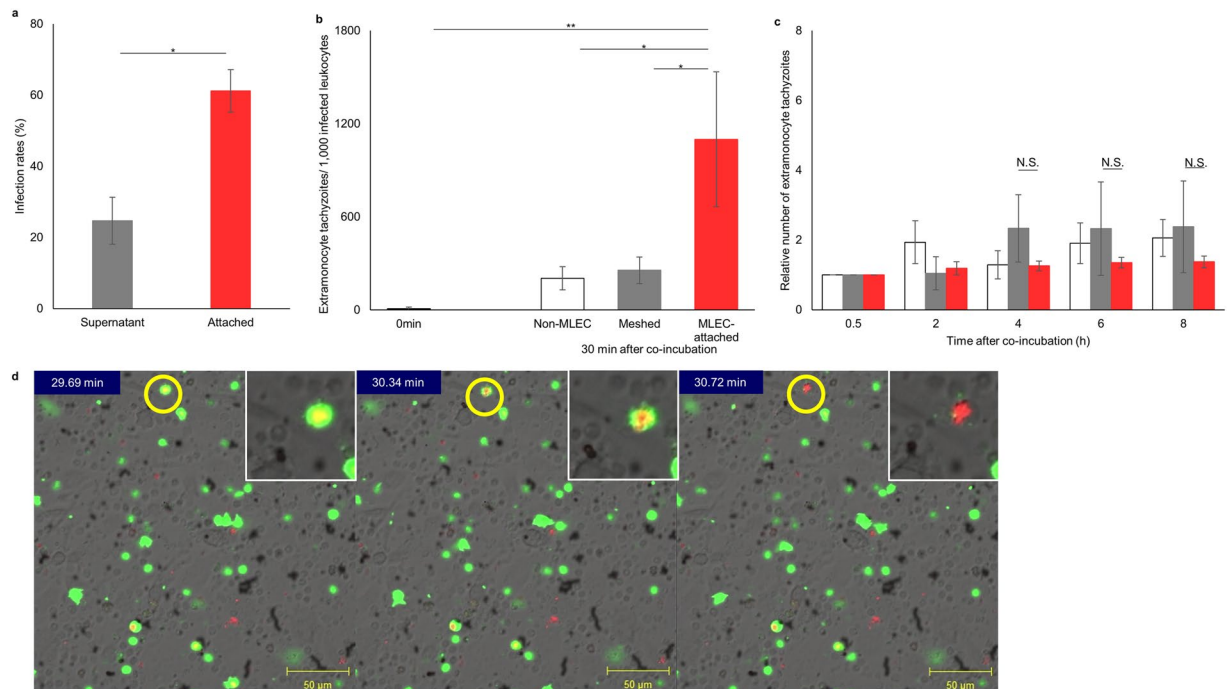 a
80
60
40
20
0
Infection rates (%)
*
Supernatant
Attached
b
1800
1200
600
0
Extramonocyte tachyzoites/ 1,000 infected leukocytes
**
*
*
0min
Non-MLEC
Meshed
MLEC-
attached
30 min after co-incubation
c
8
6
4
2
0
Relative number of extramonocyte tachyzoites
N.S.
N.S.
N.S.
0.5
2
4
6
8
Time after co-incubation (h)
d
29.69 min
30.34 min
30.72 min
50 µm
50 µm
50 µm